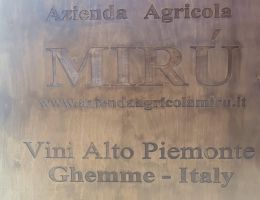 Azienda Agricola
MIRÚ
www.aziendaagricolamiru.it
Vini Alto Piemonte
Ghemme - Italy